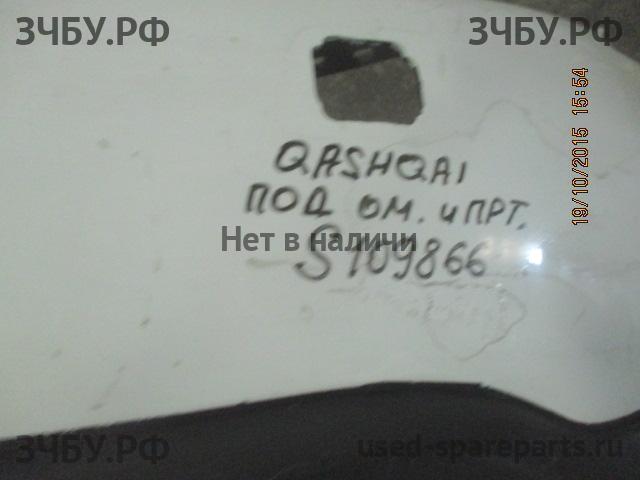 ЗЧБУ.РФ
ЗЧБУ.РФ
19/10/2015 15:54
QASHQAI
ПОД ОМ. и ПРТ.
Нет в наличи
S109866
ЗЧБУ.РФ
used-spareparts.ru